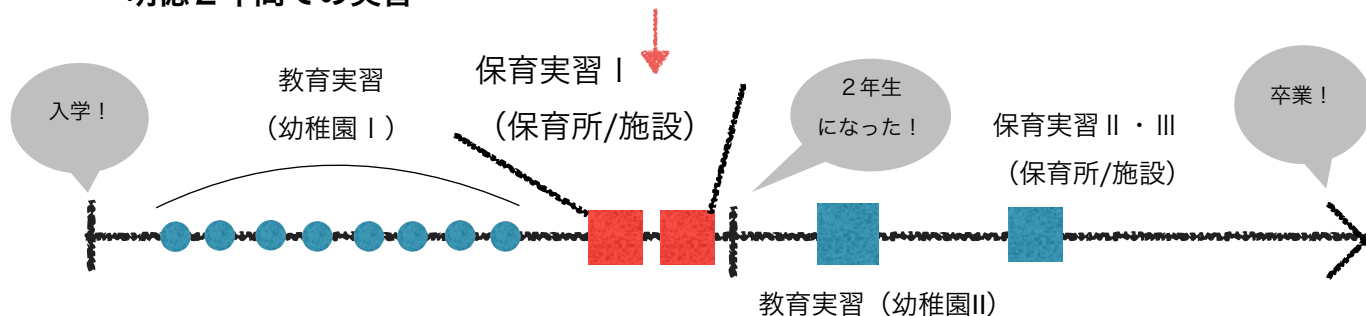 入学！
教育実習
（幼稚園Ⅰ）
保育実習Ⅰ
（保育所/施設）
２年生
になった！
保育実習Ⅱ・Ⅲ
（保育所/施設）
卒業！
教育実習（幼稚園II）